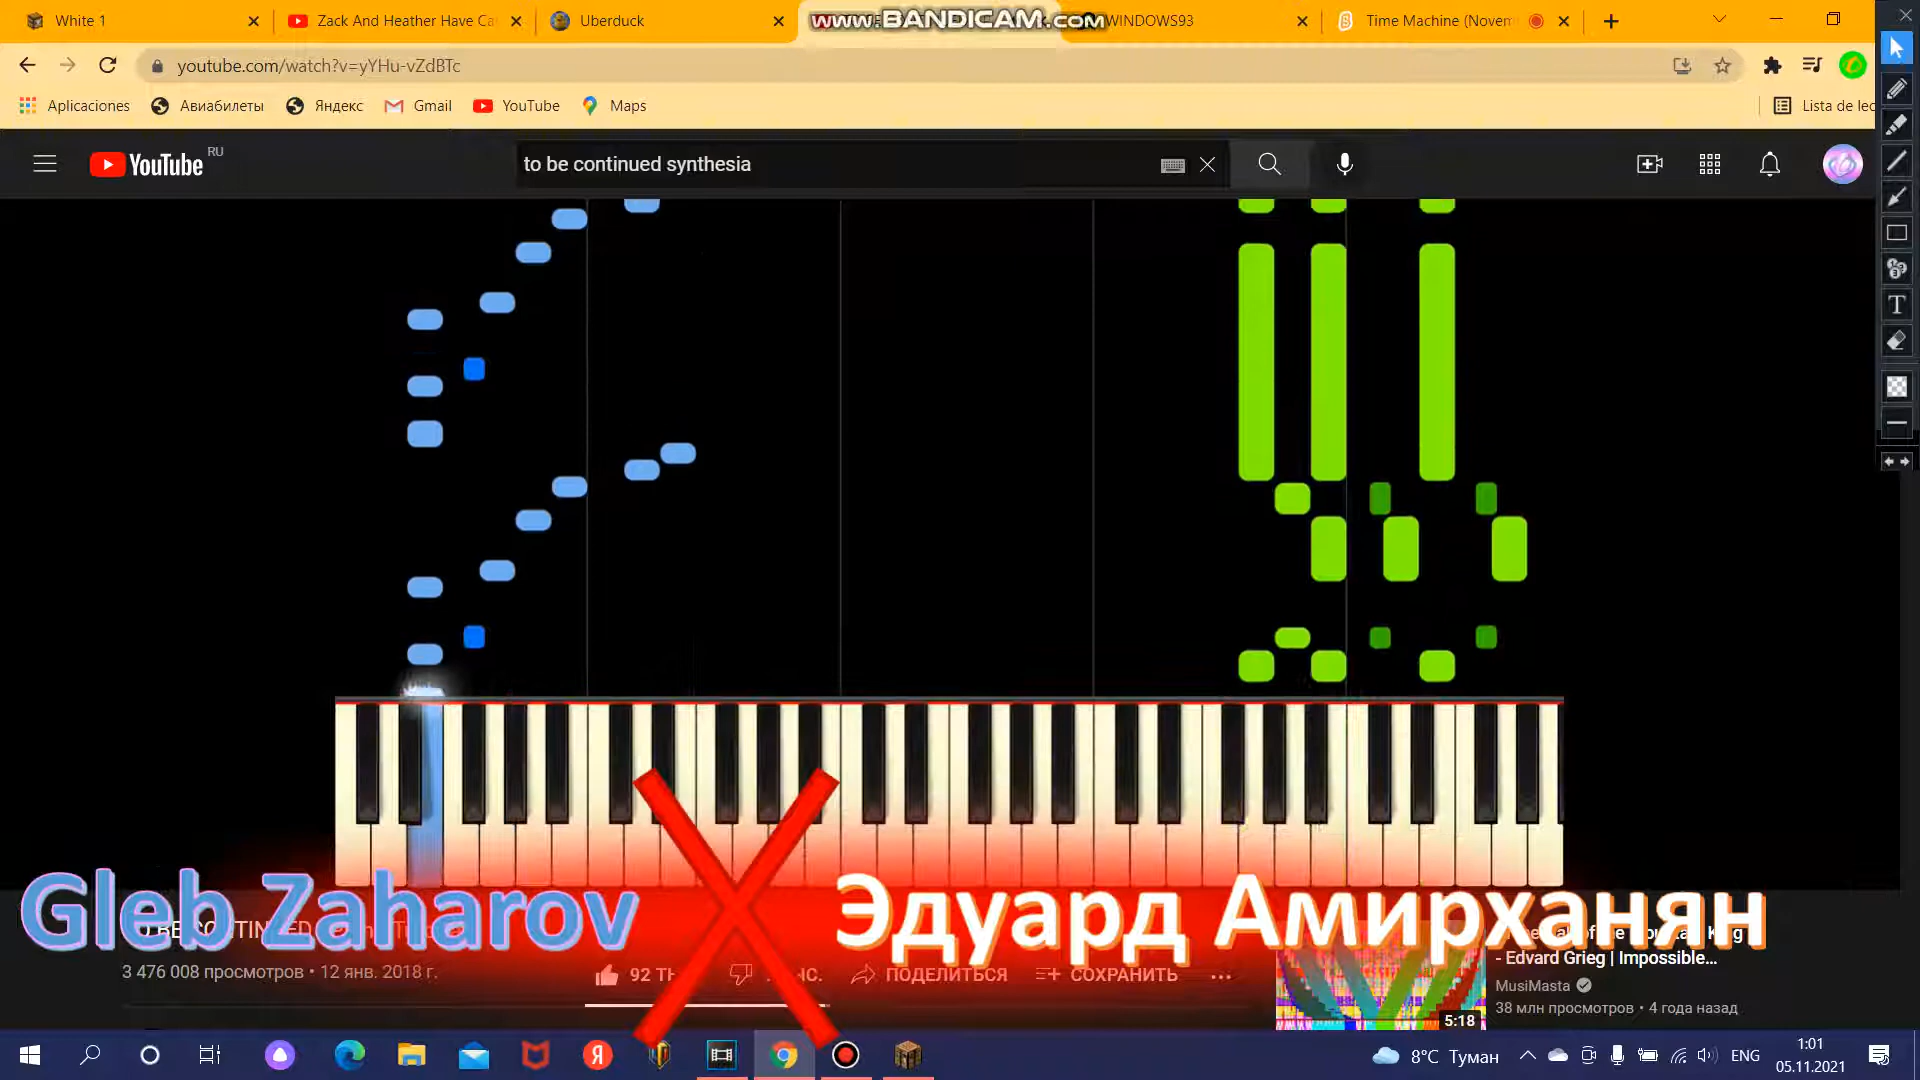 White 1
Zack And Heather Have Ca
Uberduck
www.BANDICAM.com
WINDOWS93
Time Machine (Novem
youtube.com/watch?v=yYHu-vZdBTc
Aplicaciones
Авиабилеты
Яндекс
Gmail
YouTube
Maps
Lista de lec
YouTube RU
to be continued synthesia
Gleb Zaharov
Эдуард Амирханян
3 476 008 просмотров • 12 янв. 2018 г.
92 ТЫ
ПОДЕЛИТЬСЯ
СОХРАНИТЬ
- Edvard Grieg | Impossible...
MusiMasta
38 млн просмотров • 4 года назад
5:18
8°C Туман
ENG
1:01
05.11.2021